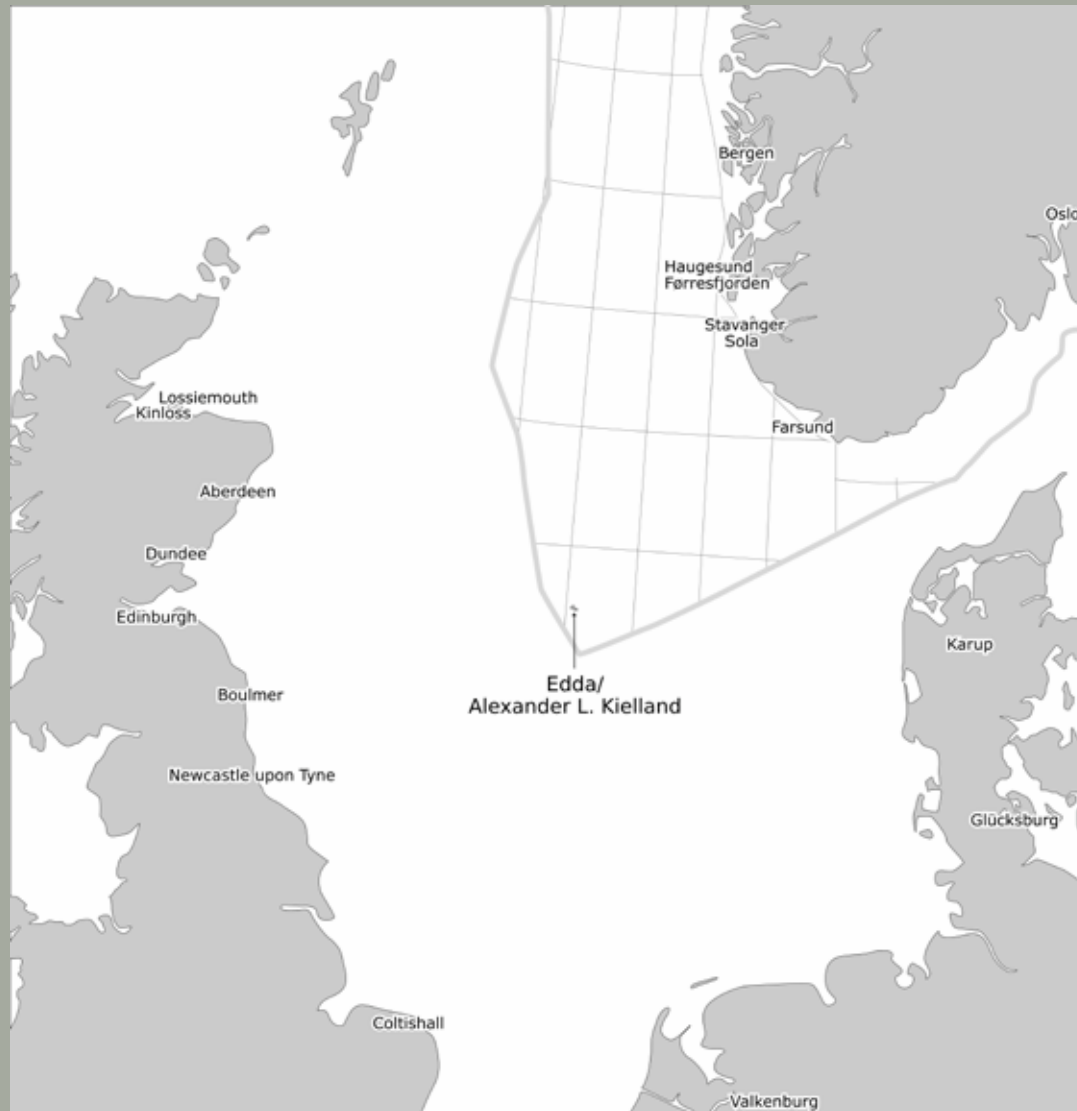 Bergen
Oslo
Haugesund
Førresfjorden
Stavanger
Sola
Lossiemouth
Kinloss
Farsund
Aberdeen
Dundee
Edinburgh
Karup
Edda/
Alexander L. Kielland
Boulmer
Newcastle upon Tyne
Glücksburg
Coltishall
Valkenburg